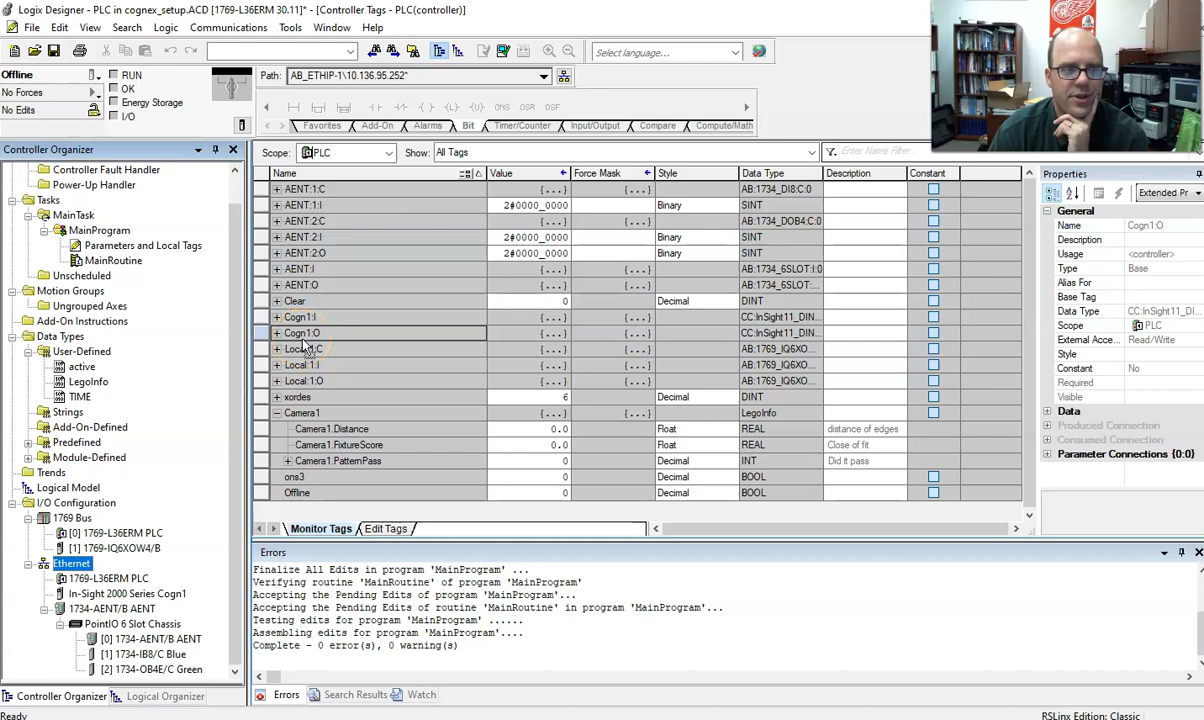 Logix Designer - PLC in cognex_setup.ACD [1769-L36ERM 30.11]* - [Controller Tags - PLC(controller)]
File Edit View Search Logic Communications Tools Window Help
Select language...
Offline RUN
No Forces OK
No Edits Energy Storage
I/O
Path: AB_ETHIP-1\10.136.95.252*
ONS OSR OSF
Favorites Add-On Alarms Bit Timer/Counter Input/Output Compare Compute/Math
Controller Organizer
Controller Fault Handler
Power-Up Handler
Tasks
MainTask
MainProgram
Parameters and Local Tags
MainRoutine
Unscheduled
Motion Groups
Ungrouped Axes
Add-On Instructions
Data Types
User-Defined
active
LegoInfo
TIME
Strings
Add-On-Defined
Predefined
Module-Defined
Trends
Logical Model
I/O Configuration
1769 Bus
[0] 1769-L36ERM PLC
[1] 1769-IQ6XOW4/B
Ethernet
1769-L36ERM PLC
In-Sight 2000 Series Cogn1
1734-AENT/B AENT
PointIO 6 Slot Chassis
[0] 1734-AENT/B AENT
[1] 1734-IB8/C Blue
[2] 1734-OB4E/C Green
Controller Organizer Logical Organizer
Scope: PLC Show: All Tags Enter Name Filter...
Name Value Force Mask Style Data Type Description Constant
AENT:1:C {...} {...} AB:1734_DI8:C:0
AENT:1:I 2#0000_0000 Binary SINT
AENT:2:C {...} {...} AB:1734_DOB4:C:0
AENT:2:I 2#0000_0000 Binary SINT
AENT:2:O 2#0000_0000 Binary SINT
AENT:I {...} {...} AB:1734_6SLOT:I:0
AENT:O {...} {...} AB:1734_6SLOT:...
Clear 0 Decimal DINT
Cogn1:I {...} {...} CC:InSight11_DIN...
Cogn1:O {...} {...} CC:InSight11_DIN...
Local:1:C {...} {...} AB:1769_IQ6XO...
Local:1:I {...} {...} AB:1769_IQ6XO...
Local:1:O {...} {...} AB:1769_IQ6XO...
xordes 6 Decimal DINT
Camera1 {...} {...} LegoInfo
Camera1.Distance 0.0 Float REAL distance of edges
Camera1.FixtureScore 0.0 Float REAL Close of fit
Camera1.PatternPass 0 Decimal INT Did it pass
ons3 0 Decimal BOOL
Offline 0 Decimal BOOL
Monitor Tags Edit Tags
Properties
Extended Pr
General
Name Cogn1:O
Description
Usage <controller>
Type Base
Alias For
Base Tag
Data Type CC:InSight11_D
Scope PLC
External Acce Read/Write
Style
Constant No
Required
Visible
Data
Produced Connection
Consumed Connection
Parameter Connections {0:0}
Errors
Finalize All Edits in program 'MainProgram' ...
Verifying routine 'MainRoutine' of program 'MainProgram'
Accepting the Pending Edits of program 'MainProgram'...
Accepting the Pending Edits of routine 'MainRoutine' in program 'MainProgram'...
Testing edits for program 'MainProgram' ......
Assembling edits for program 'MainProgram'....
Complete - 0 error(s), 0 warning(s)
Errors Search Results Watch
Ready RSLinx Edition: Classic